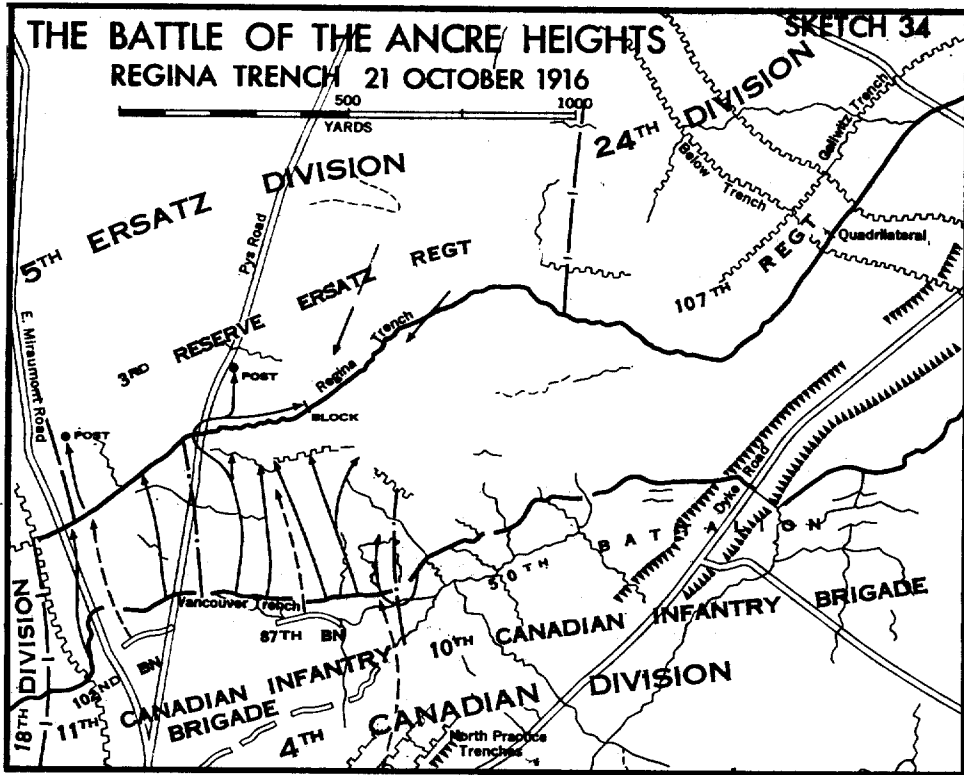 THE BATTLE OF THE ANCRE HEIGHTS
SKETCH 34
REGINA TRENCH 21 OCTOBER 1916
500
1000
YARDS
24TH DIVISION
Gallwitz Trench
Below Trench
5TH ERSATZ DIVISION
Pys Road
107TH REGT
Quadrilateral
3RD RESERVE ERSATZ REGT
E. Miraumont Road
Regina Trench
POST
BLOCK
POST
Dyke Road
50TH BATTALION
Vancouver Trench
87TH BN
102ND BN
10TH CANADIAN INFANTRY BRIGADE
11TH CANADIAN INFANTRY
BRIGADE
18TH DIVISION
4TH CANADIAN DIVISION
North Practice
Trenches